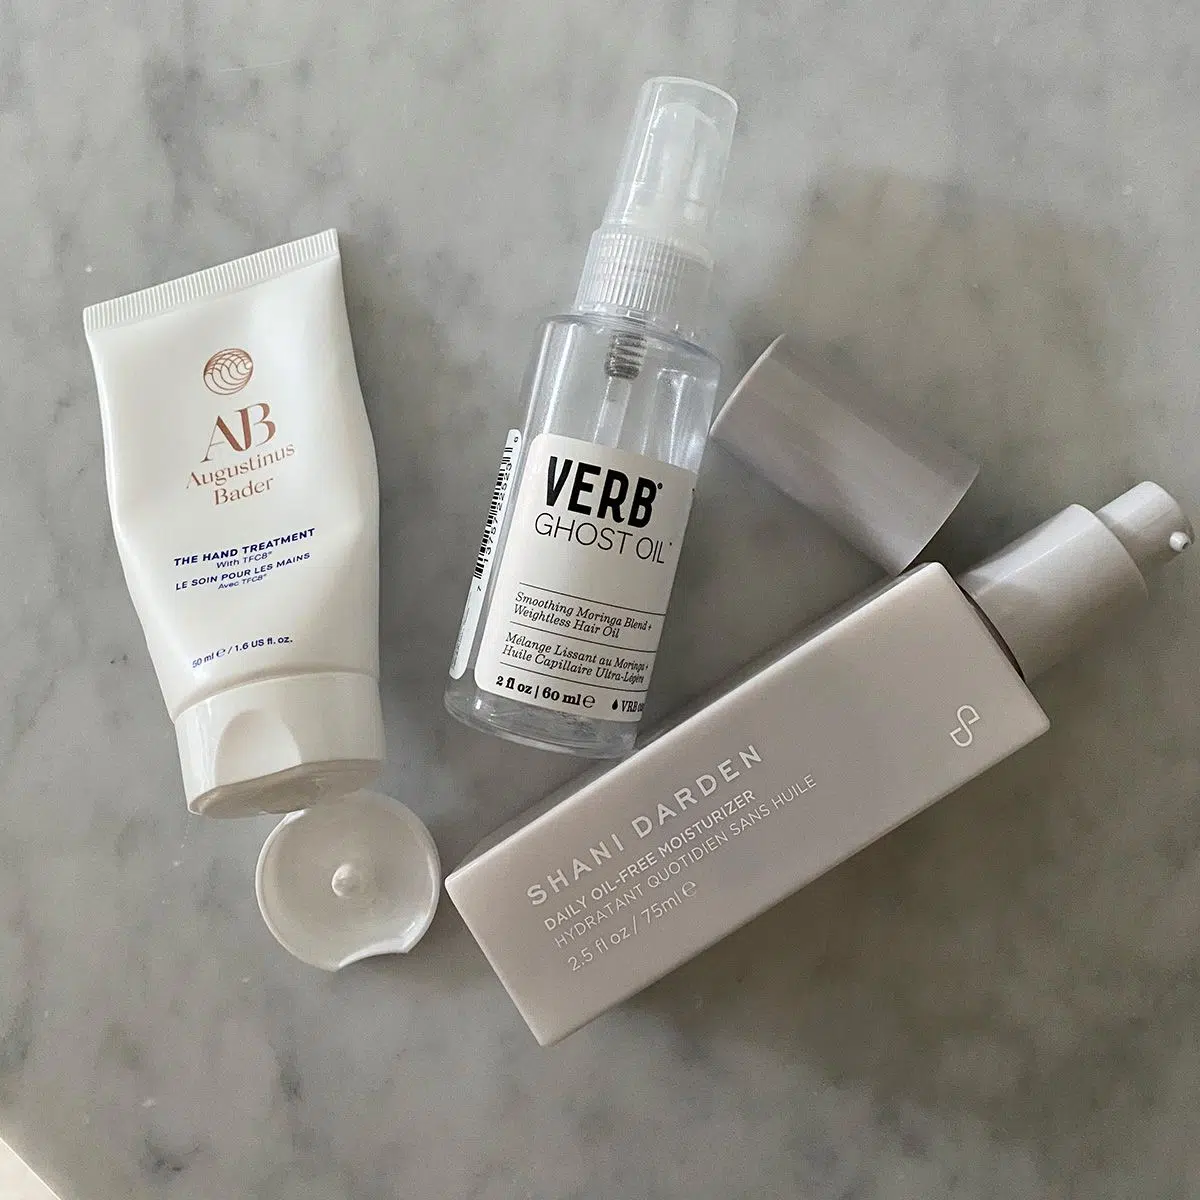 AB
Augustinus
Bader
THE HAND TREATMENT
With TFC8®
LE SOIN POUR LES MAINS
Avec TFC8®
50 ml ℮ / 1.6 US fl. oz.
VERB®
GHOST OIL™
Smoothing Moringa Blend +
Weightless Hair Oil
Mélange Lissant au Moringa +
Huile Capillaire Ultra-Légère
2 fl oz | 60 ml ℮
VRB
SHANI DARDEN
DAILY OIL-FREE MOISTURIZER
HYDRATANT QUOTIDIEN SANS HUILE
2.5 fl oz / 75ml ℮